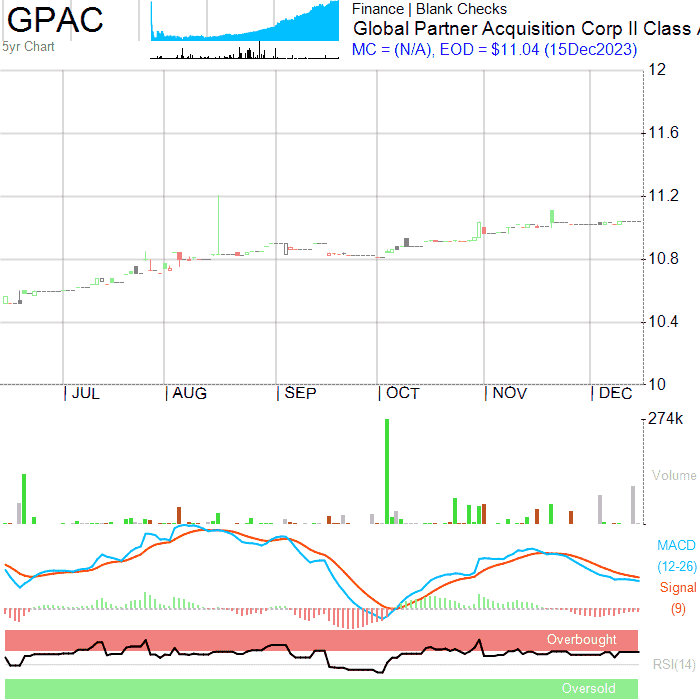 GPAC
5yr Chart
Finance | Blank Checks
Global Partner Acquisition Corp II Class A
MC = (N/A), EOD = $11.04 (15Dec2023)
12
11.6
11.2
10.8
10.4
10
JUL AUG SEP OCT NOV DEC
274k
Volume
MACD
(12-26)
Signal
(9)
Overbought
RSI(14)
Oversold